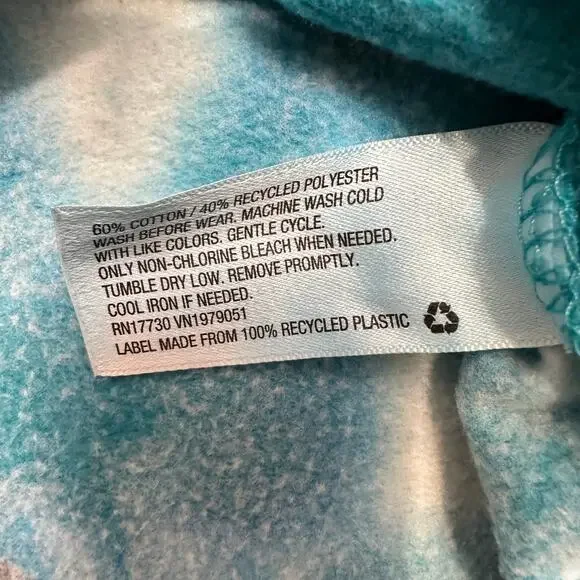 60% COTTON / 40% RECYCLED POLYESTER
WASH BEFORE WEAR. MACHINE WASH COLD
WITH LIKE COLORS. GENTLE CYCLE.
ONLY NON-CHLORINE BLEACH WHEN NEEDED.
TUMBLE DRY LOW. REMOVE PROMPTLY.
COOL IRON IF NEEDED.
RN17730 VN1979051
LABEL MADE FROM 100% RECYCLED PLASTIC